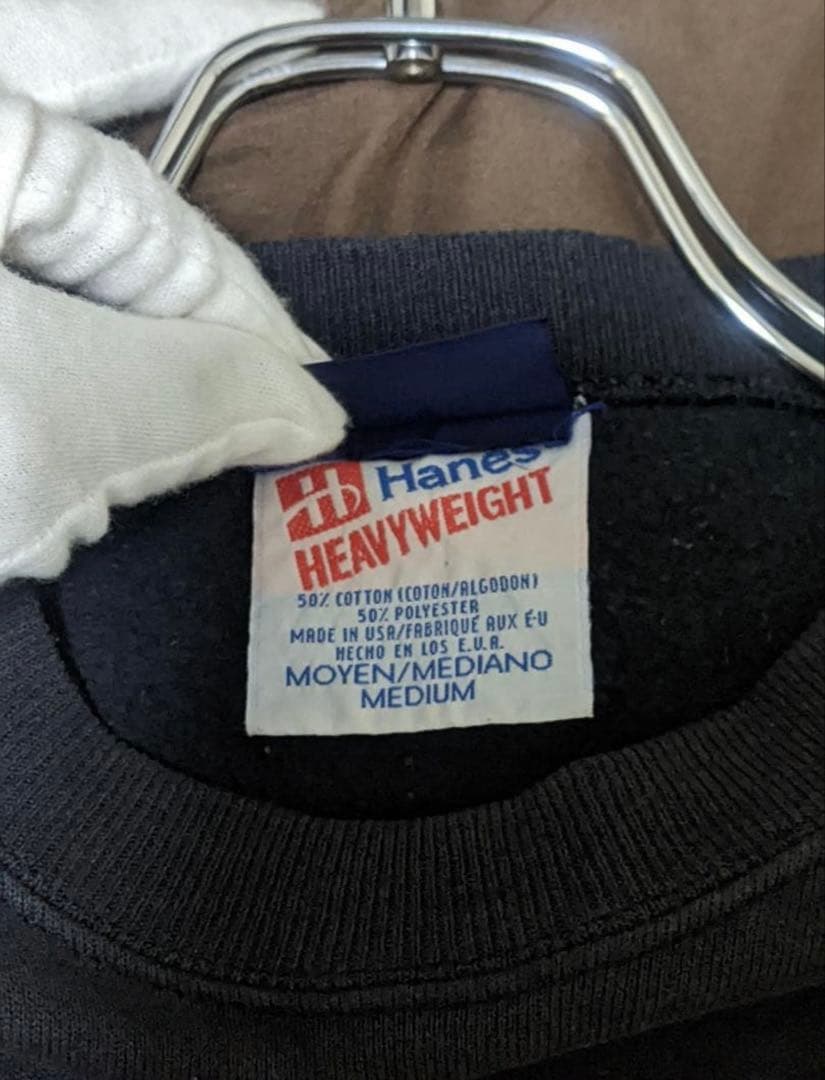 Hanes
HEAVYWEIGHT
50% COTTON (COTON/ALGODON)
50% POLYESTER
MADE IN USA/FABRIQUÉ AUX É-U
HECHO EN LOS E.U.A.
MOYEN/MEDIANO
MEDIUM